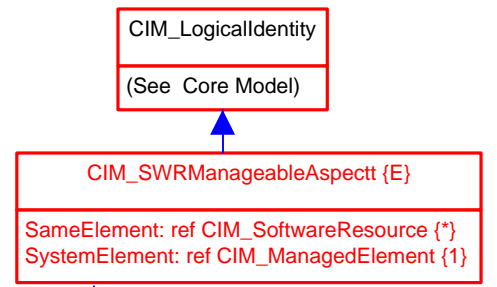 CIM_LogicalIdentity
(See Core Model)
CIM_SWRManageableAspectt {E}
SameElement: ref CIM_SoftwareResource {*}
SystemElement: ref CIM_ManagedElement {1}